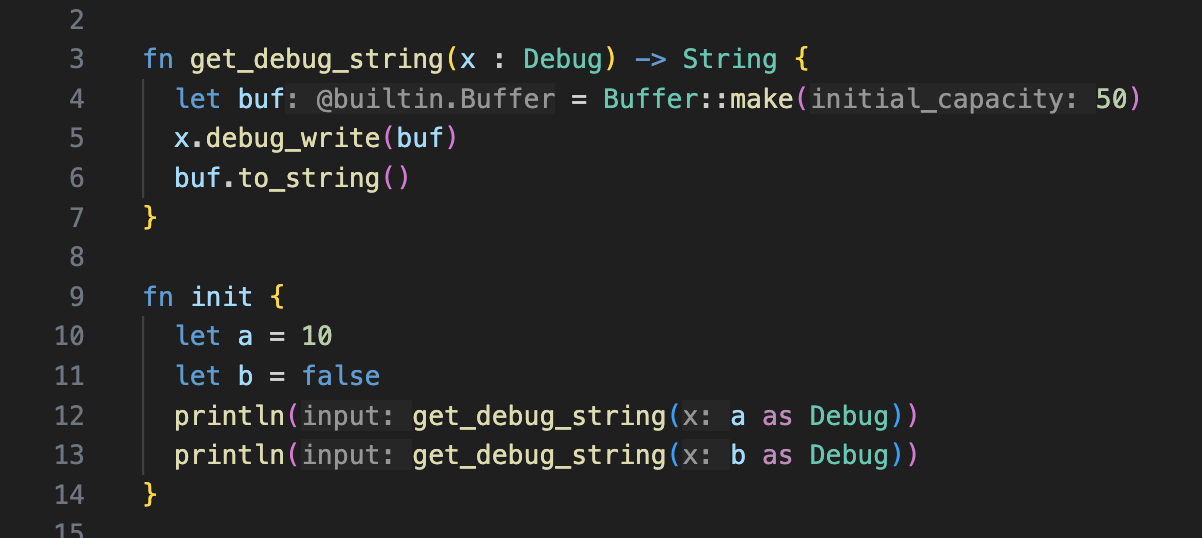 2
3 fn get_debug_string(x : Debug) -> String {
4 let buf: @builtin.Buffer = Buffer::make(initial_capacity: 50)
5 x.debug_write(buf)
6 buf.to_string()
7 }
8
9 fn init {
10 let a = 10
11 let b = false
12 println(input: get_debug_string(x: a as Debug))
13 println(input: get_debug_string(x: b as Debug))
14 }
15